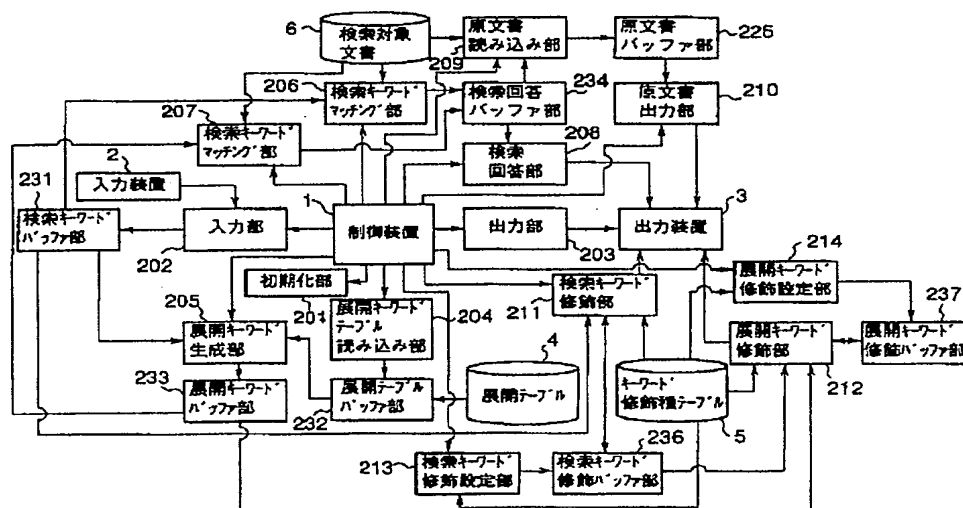 6
検索対象
文書
原文書
読み込み部
209
原文書
バッファ部
225
206
検索キーワード
マッチング部
検索回答
バッファ部
234
原文書
出力部
210
207
検索キーワード
マッチング部
208
検索
回答部
2
入力装置
231
検索キーワード
バッファ部
入力部
202
1
制御装置
出力部
203
3
出力装置
初期化部
201
検索キーワード
修飾部
211
214
展開キーワード
修飾設定部
205
展開キーワード
生成部
展開キーワード
テーブル
読み込み部
204
展開キーワード
修飾部
212
237
展開キーワード
修飾バッファ部
233
展開キーワード
バッファ部
展開テーブル
バッファ部
232
4
展開テーブル
キーワード
修飾種テーブル
5
213
検索キーワード
修飾設定部
236
検索キーワード
修飾バッファ部